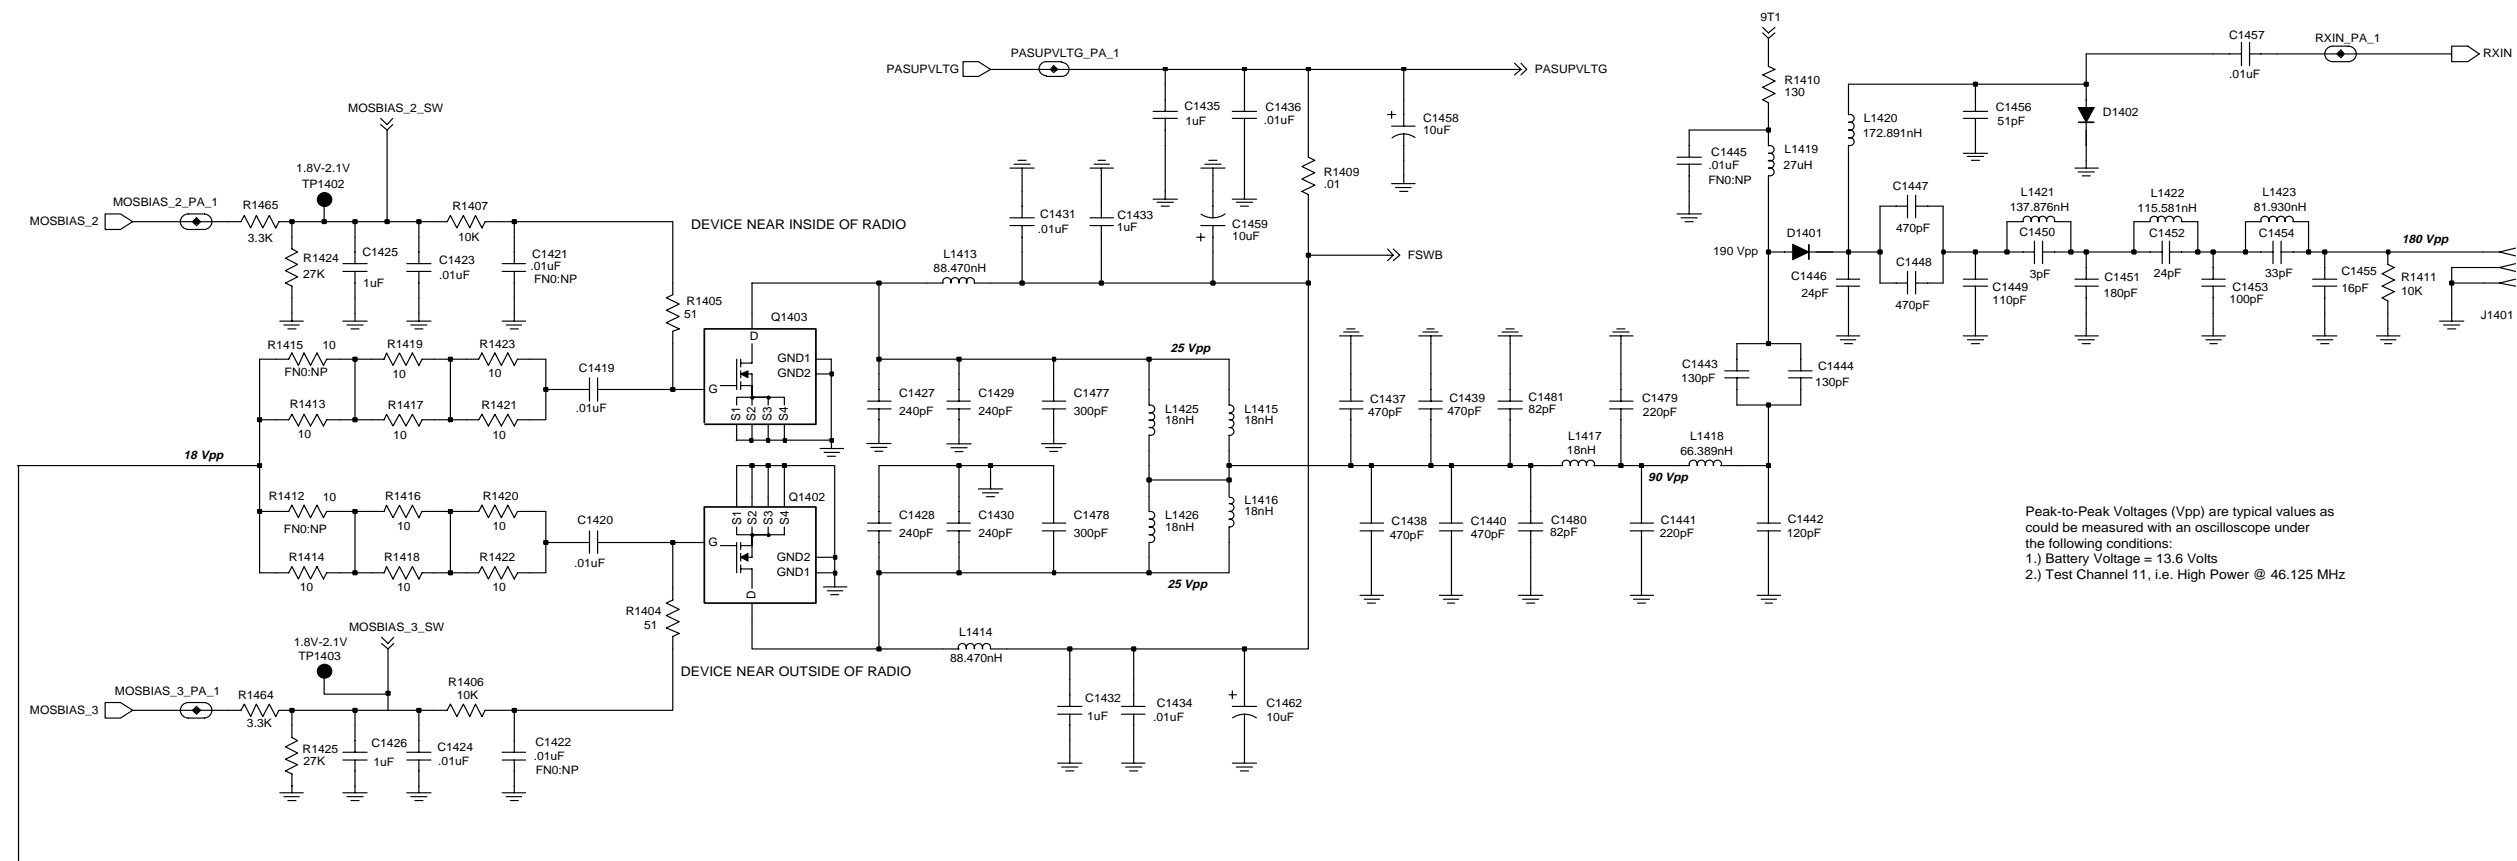 9T1
PASUPVLTG
PASUPVLTG_PA_1
PASUPVLTG
C1457
.01uF
RXIN_PA_1
RXIN
R1410
130
MOSBIAS_2_SW
C1435
1uF
C1436
.01uF
C1458
10uF
+
C1456
51pF
D1402
L1420
172.891nH
C1445
.01uF
FN0:NP
L1419
27uH
1.8V-2.1V
TP1402
R1409
.01
MOSBIAS_2
MOSBIAS_2_PA_1
R1465
3.3K
R1407
10K
DEVICE NEAR INSIDE OF RADIO
C1431
.01uF
C1433
1uF
C1459
10uF
+
C1447
470pF
L1421
137.876nH
C1450
3pF
L1422
115.581nH
C1452
24pF
L1423
81.930nH
C1454
33pF
180 Vpp
R1424
27K
C1425
1uF
C1423
.01uF
C1421
.01uF
FN0:NP
L1413
88.470nH
FSWB
190 Vpp
D1401
C1446
24pF
C1448
470pF
C1449
110pF
C1451
180pF
C1453
100pF
C1455
16pF
R1411
10K
J1401
R1405
51
Q1403
D
G
GND1
GND2
S1
S2
S3
S4
R1415
10
FN0:NP
R1419
10
R1423
10
C1419
.01uF
R1413
10
R1417
10
R1421
10
25 Vpp
C1427
240pF
C1429
240pF
C1477
300pF
L1425
18nH
L1415
18nH
C1437
470pF
C1439
470pF
C1481
82pF
C1479
220pF
C1443
130pF
C1444
130pF
18 Vpp
L1417
18nH
L1418
66.389nH
90 Vpp
R1412
10
FN0:NP
R1416
10
R1420
10
C1420
.01uF
R1414
10
R1418
10
R1422
10
Q1402
S1
S2
S3
S4
G
GND2
GND1
D
C1428
240pF
C1430
240pF
C1478
300pF
L1426
18nH
L1416
18nH
25 Vpp
C1438
470pF
C1440
470pF
C1480
82pF
C1441
220pF
C1442
120pF
Peak-to-Peak Voltages (Vpp) are typical values as
could be measured with an oscilloscope under
the following conditions:
1.) Battery Voltage = 13.6 Volts
2.) Test Channel 11, i.e. High Power @ 46.125 MHz
R1404
51
MOSBIAS_3_SW
1.8V-2.1V
TP1403
L1414
88.470nH
DEVICE NEAR OUTSIDE OF RADIO
MOSBIAS_3
MOSBIAS_3_PA_1
R1464
3.3K
R1406
10K
C1432
1uF
C1434
.01uF
+
C1462
10uF
R1425
27K
C1426
1uF
C1424
.01uF
C1422
.01uF
FN0:NP